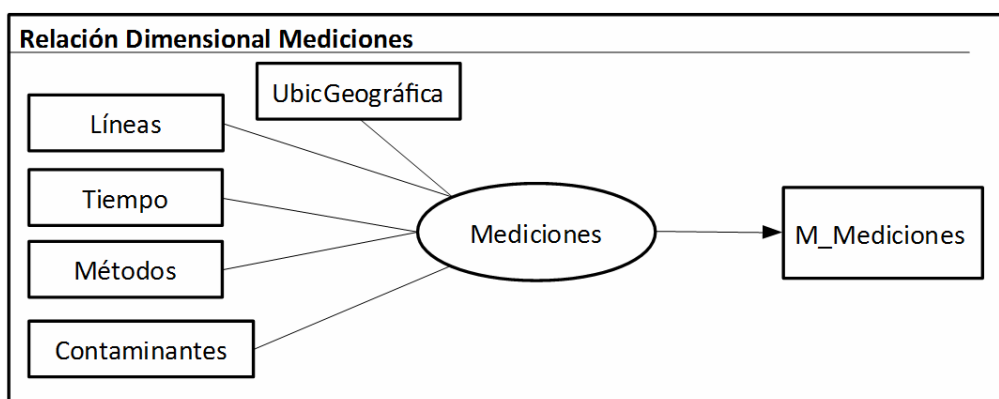 Relación Dimensional Mediciones
UbicGeográfica
Líneas
Tiempo
Métodos
Contaminantes
Mediciones
M_Mediciones